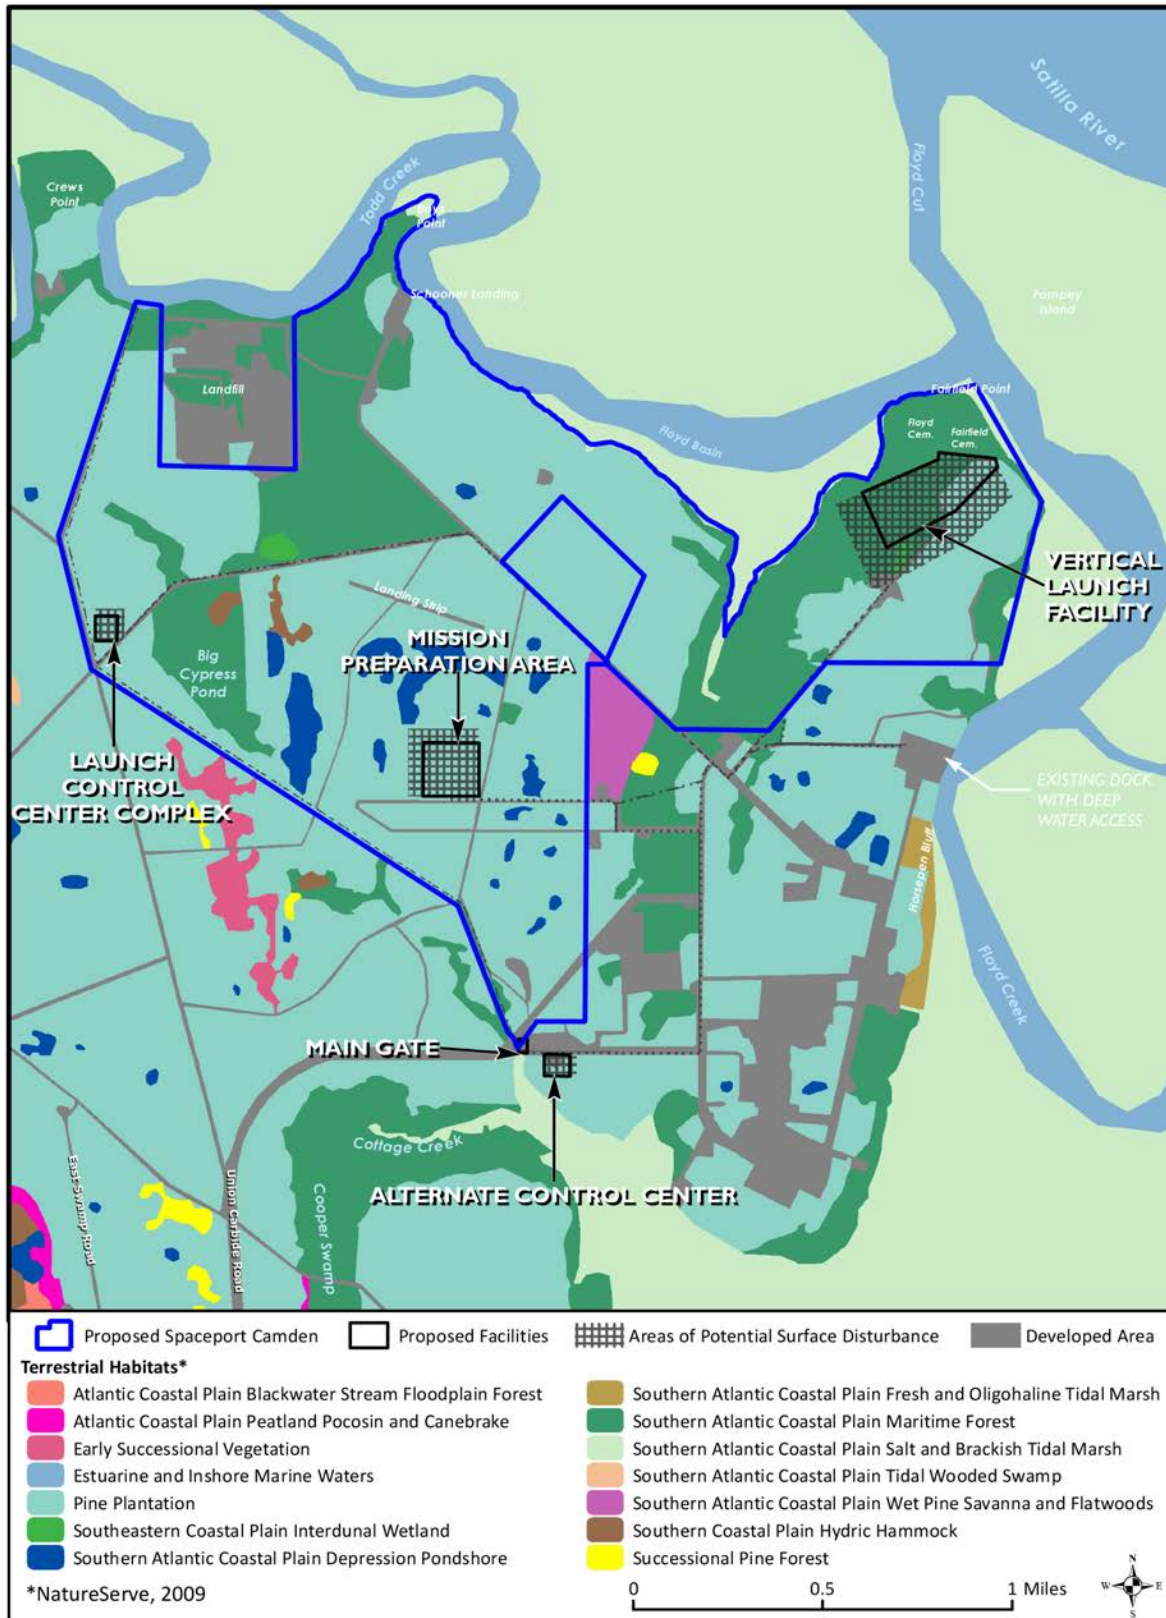 Satilla River
Crews
Point
Todd Creek
Floyd Cut
Bays
Point
Schooner Landing
Pompey
Island
Landfill
Fairfield Point
Floyd
Cem.
Fairfield
Cem.
Floyd Basin
VERTICAL
LAUNCH
FACILITY
Landing Strip
MISSION
PREPARATION AREA
Big
Cypress
Pond
LAUNCH
CONTROL
CENTER COMPLEX
EXISTING DOCK
WITH DEEP
WATER ACCESS
Horsepen Bluff
Floyd Creek
MAIN GATE
Cottage Creek
ALTERNATE CONTROL CENTER
East Swamp Road
Union Carbide Road
Cooper Swamp
Proposed Spaceport Camden
Proposed Facilities
Areas of Potential Surface Disturbance
Developed Area
Terrestrial Habitats*
Atlantic Coastal Plain Blackwater Stream Floodplain Forest
Atlantic Coastal Plain Peatland Pocosin and Canebrake
Early Successional Vegetation
Estuarine and Inshore Marine Waters
Pine Plantation
Southeastern Coastal Plain Interdunal Wetland
Southern Atlantic Coastal Plain Depression Pondshore
Southern Atlantic Coastal Plain Fresh and Oligohaline Tidal Marsh
Southern Atlantic Coastal Plain Maritime Forest
Southern Atlantic Coastal Plain Salt and Brackish Tidal Marsh
Southern Atlantic Coastal Plain Tidal Wooded Swamp
Southern Atlantic Coastal Plain Wet Pine Savanna and Flatwoods
Southern Coastal Plain Hydric Hammock
Successional Pine Forest
*NatureServe, 2009
0 0.5 1 Miles
N
W E
S